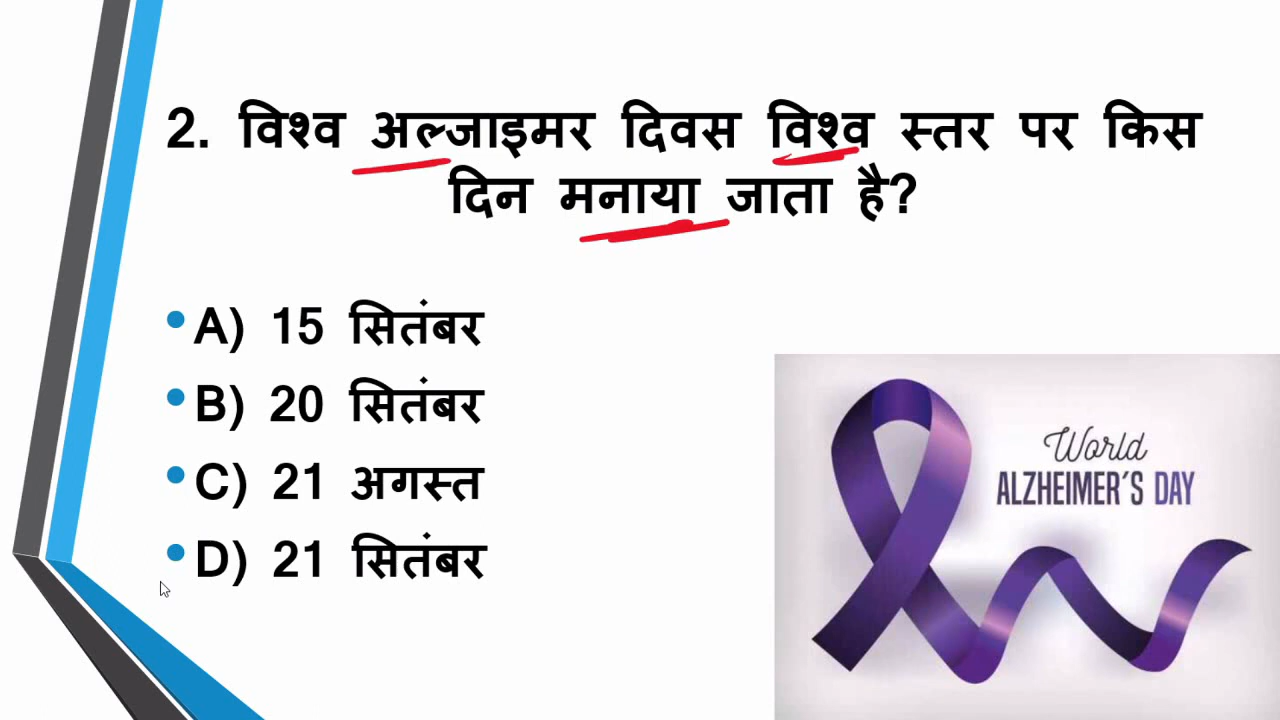 2. विश्व अल्जाइमर दिवस विश्व स्तर पर किस
दिन मनाया जाता है?
A) 15 सितंबर
B) 20 सितंबर
C) 21 अगस्त
D) 21 सितंबर
World
ALZHEIMER'S DAY